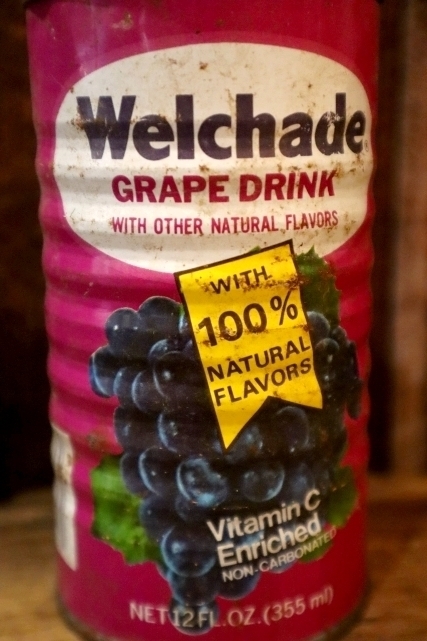 Welchade®
GRAPE DRINK
WITH OTHER NATURAL FLAVORS
WITH
100%
NATURAL
FLAVORS
Vitamin C
Enriched
NON-CARBONATED
NET 12 FL. OZ. (355 ml)